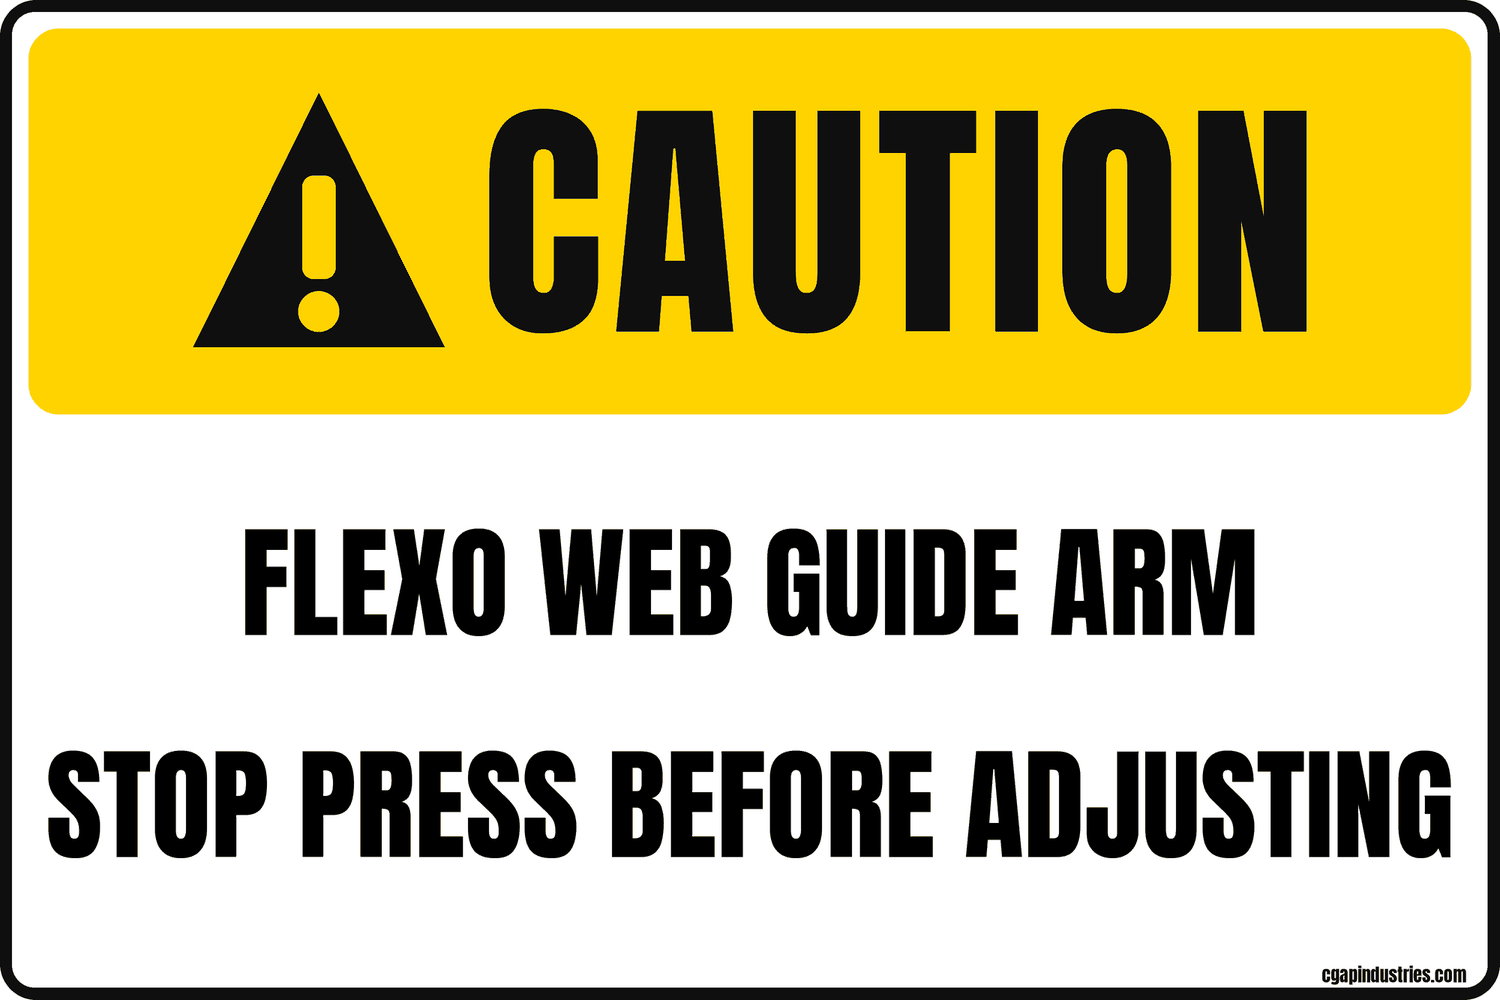 CAUTION
FLEXO WEB GUIDE ARM
STOP PRESS BEFORE ADJUSTING
cgapindustries.com